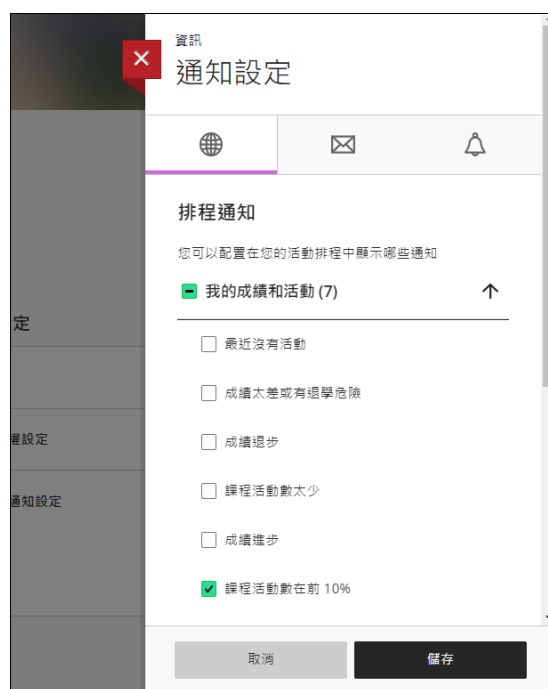 資訊
通知設定
排程通知
您可以配置在您的活動排程中顯示哪些通知
我的成績和活動 (7)
最近沒有活動
成績太差或有退學危險
成績退步
課程活動數太少
成績進步
課程活動數在前 10%
取消
儲存
定
權設定
通知設定